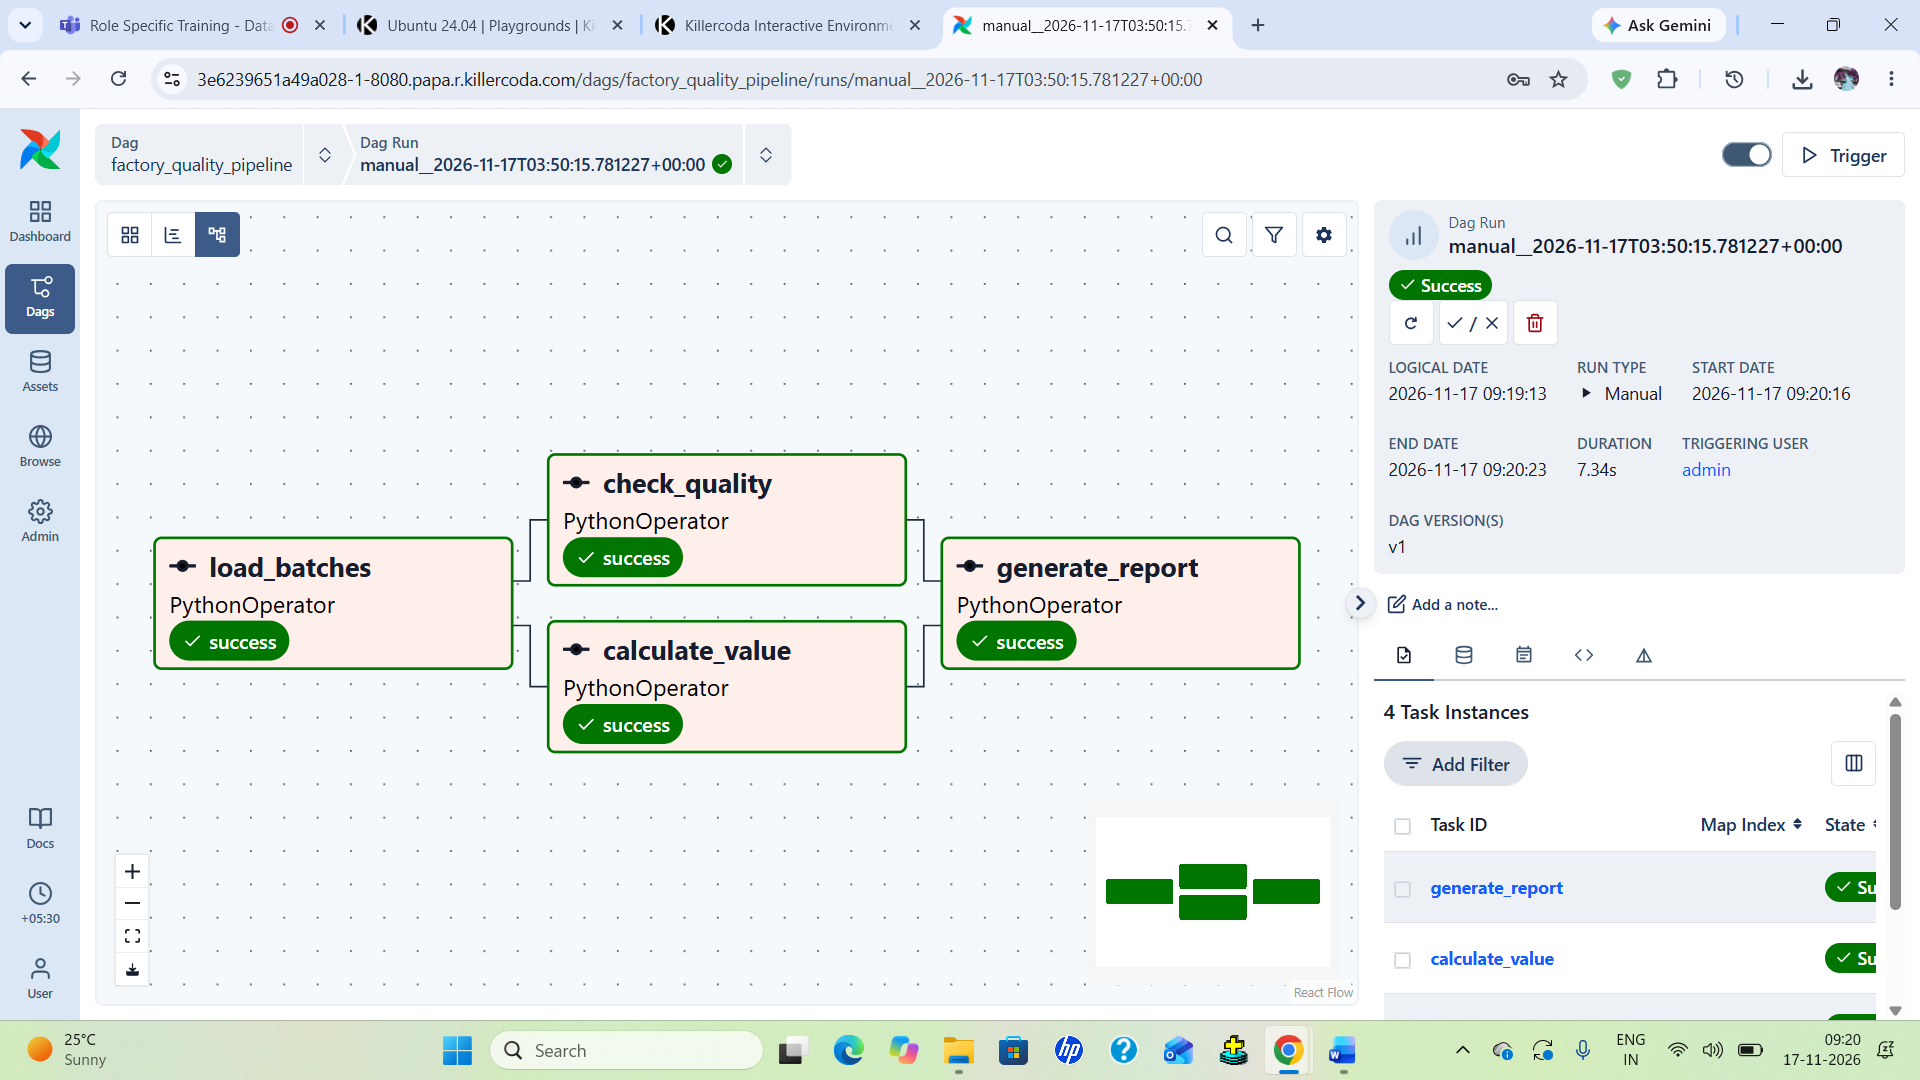 Role Specific Training - Data
Ubuntu 24.04 | Playgrounds | Ki
Killercoda Interactive Environme
manual__2026-11-17T03:50:15.7
Ask Gemini
3e6239651a49a028-1-8080.papa.r.killercoda.com/dags/factory_quality_pipeline/runs/manual__2026-11-17T03:50:15.781227+00:00
Dag
factory_quality_pipeline
Dag Run
manual__2026-11-17T03:50:15.781227+00:00
Trigger
Dashboard
Dags
Assets
Browse
Admin
Docs
+05:30
User
load_batches
PythonOperator
success
check_quality
PythonOperator
success
calculate_value
PythonOperator
success
generate_report
PythonOperator
success
React Flow
Dag Run
manual__2026-11-17T03:50:15.781227+00:00
Success
/
LOGICAL DATE
2026-11-17 09:19:13
RUN TYPE
Manual
START DATE
2026-11-17 09:20:16
END DATE
2026-11-17 09:20:23
DURATION
7.34s
TRIGGERING USER
admin
DAG VERSION(S)
v1
Add a note...
4 Task Instances
Add Filter
Task ID
Map Index
State
generate_report
Su
calculate_value
Su
25°C
Sunny
Search
ENG
IN
09:20
17-11-2026